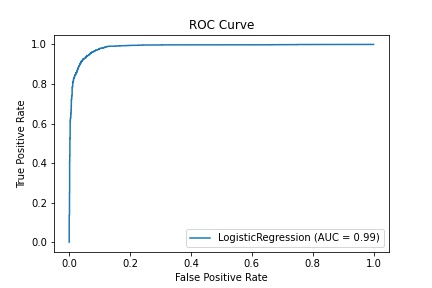 ROC Curve
1.0
0.8
0.6
0.4
0.2
0.0
True Positive Rate
LogisticRegression (AUC = 0.99)
0.0 0.2 0.4 0.6 0.8 1.0
False Positive Rate